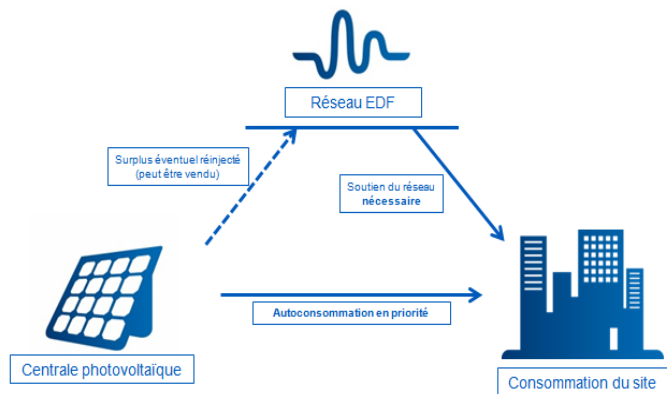 Réseau EDF
Surplus éventuel réinjecté
(peut être vendu)
Soutien du réseau
nécessaire
Autoconsommation en priorité
Centrale photovoltaïque
Consommation du site